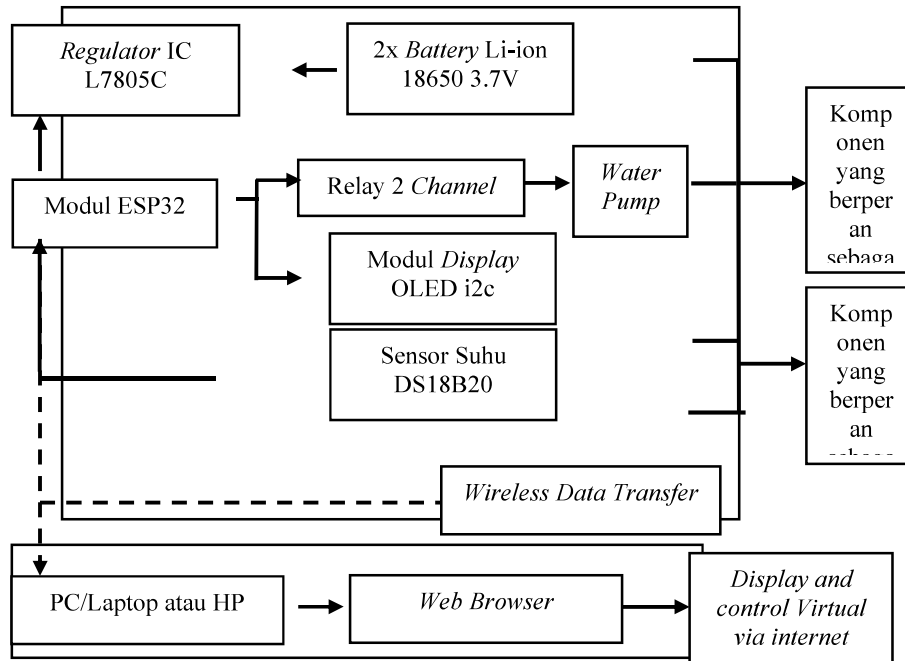 Regulator IC
L7805C
2x Battery Li-ion
18650 3.7V
Komp
onen
yang
berper
an
sebaga
Modul ESP32
Relay 2 Channel
Water
Pump
Modul Display
OLED i2c
Sensor Suhu
DS18B20
Komp
onen
yang
berper
an
Wireless Data Transfer
PC/Laptop atau HP
Web Browser
Display and
control Virtual
via internet